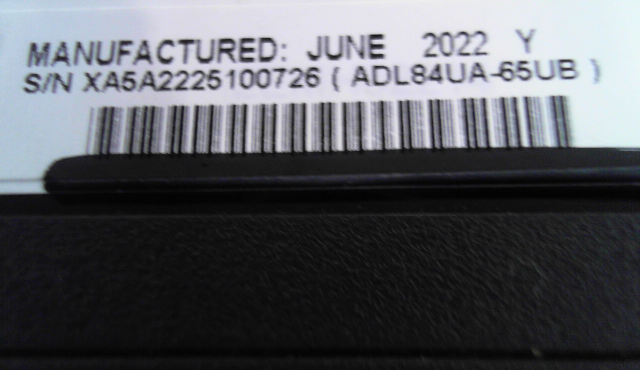 MANUFACTURED: JUNE 2022 Y
S/N XA5A2225100726 ( ADL84UA-65UB )